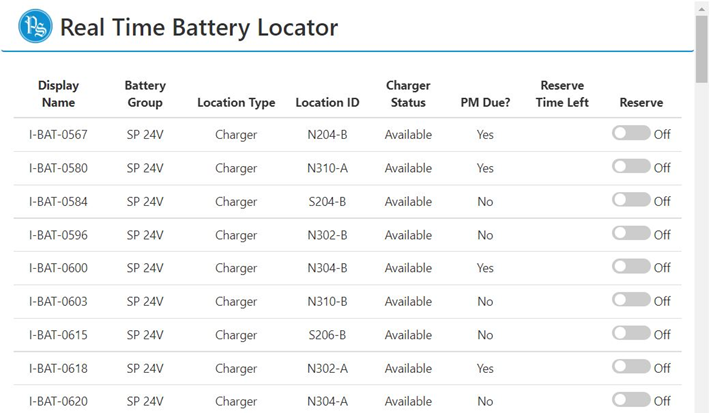 PS Real Time Battery Locator
Display Name Battery Group Location Type Location ID Charger Status PM Due? Reserve Time Left Reserve
I-BAT-0567 SP 24V Charger N204-B Available Yes Off
I-BAT-0580 SP 24V Charger N310-A Available Yes Off
I-BAT-0584 SP 24V Charger S204-B Available No Off
I-BAT-0596 SP 24V Charger N302-B Available No Off
I-BAT-0600 SP 24V Charger N304-B Available Yes Off
I-BAT-0603 SP 24V Charger N310-B Available No Off
I-BAT-0615 SP 24V Charger S206-B Available No Off
I-BAT-0618 SP 24V Charger N302-A Available Yes Off
I-BAT-0620 SP 24V Charger N304-A Available No Off